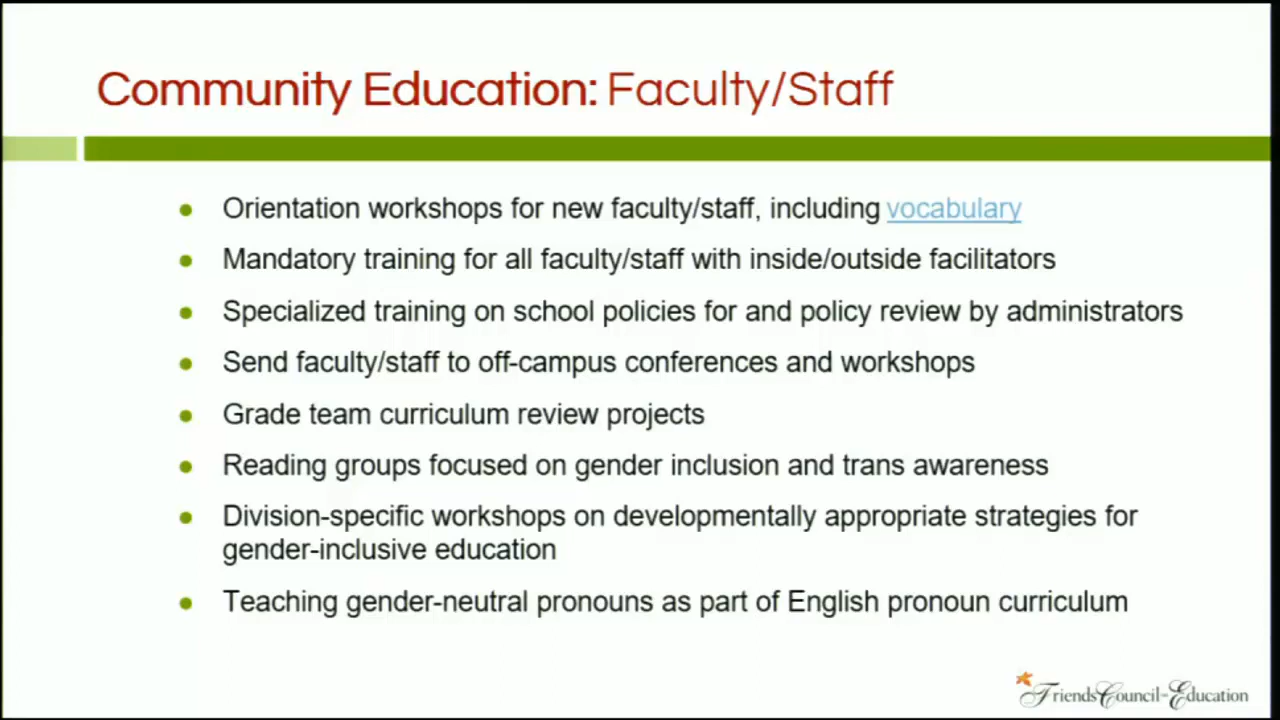 Community Education: Faculty/Staff
Orientation workshops for new faculty/staff, including vocabulary
Mandatory training for all faculty/staff with inside/outside facilitators
Specialized training on school policies for and policy review by administrators
Send faculty/staff to off-campus conferences and workshops
Grade team curriculum review projects
Reading groups focused on gender inclusion and trans awareness
Division-specific workshops on developmentally appropriate strategies for
gender-inclusive education
Teaching gender-neutral pronouns as part of English pronoun curriculum
Friends Council on Education